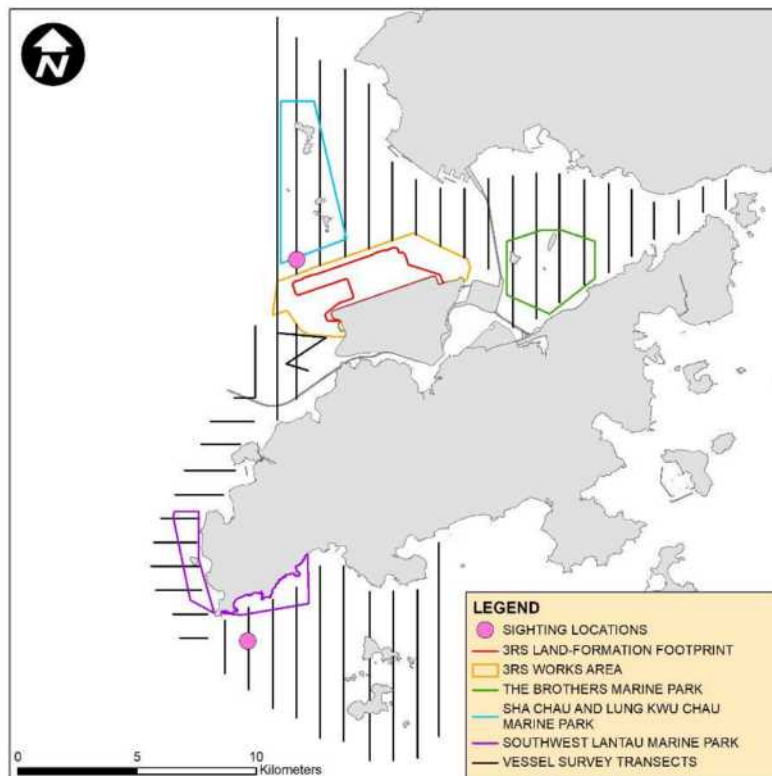 N
LEGEND
SIGHTING LOCATIONS
3RS LAND-FORMATION FOOTPRINT
3RS WORKS AREA
THE BROTHERS MARINE PARK
SHA CHAU AND LUNG KWU CHAU
MARINE PARK
SOUTHWEST LANTAU MARINE PARK
VESSEL SURVEY TRANSECTS
0 5 10
Kilometers